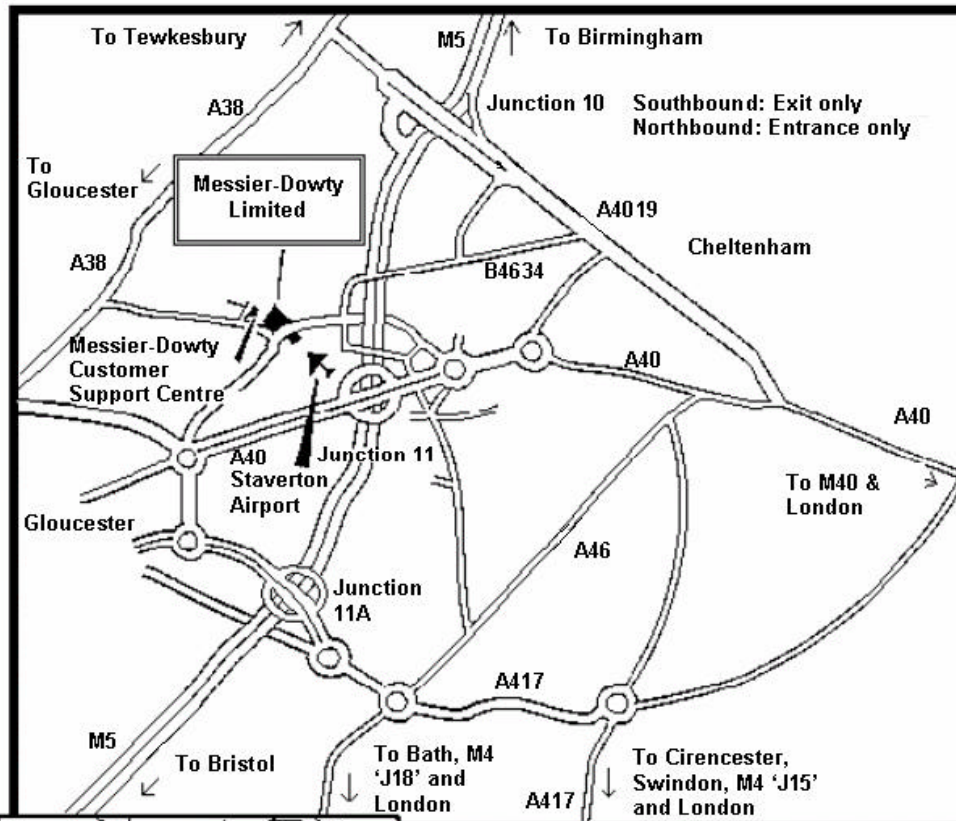 To Tewkesbury
M5
To Birmingham
A38
Junction 10
Southbound: Exit only
Northbound: Entrance only
To
Gloucester
Messier-Dowty
Limited
A4019
Cheltenham
A38
B4634
Messier-Dowty
Customer
Support Centre
A40
A40
A40
Junction 11
Staverton
Airport
To M40 &
London
Gloucester
A46
Junction
11A
A417
M5
To Bristol
To Bath, M4
‘J18’ and
London
A417
To Cirencester,
Swindon, M4 ‘J15’
and London